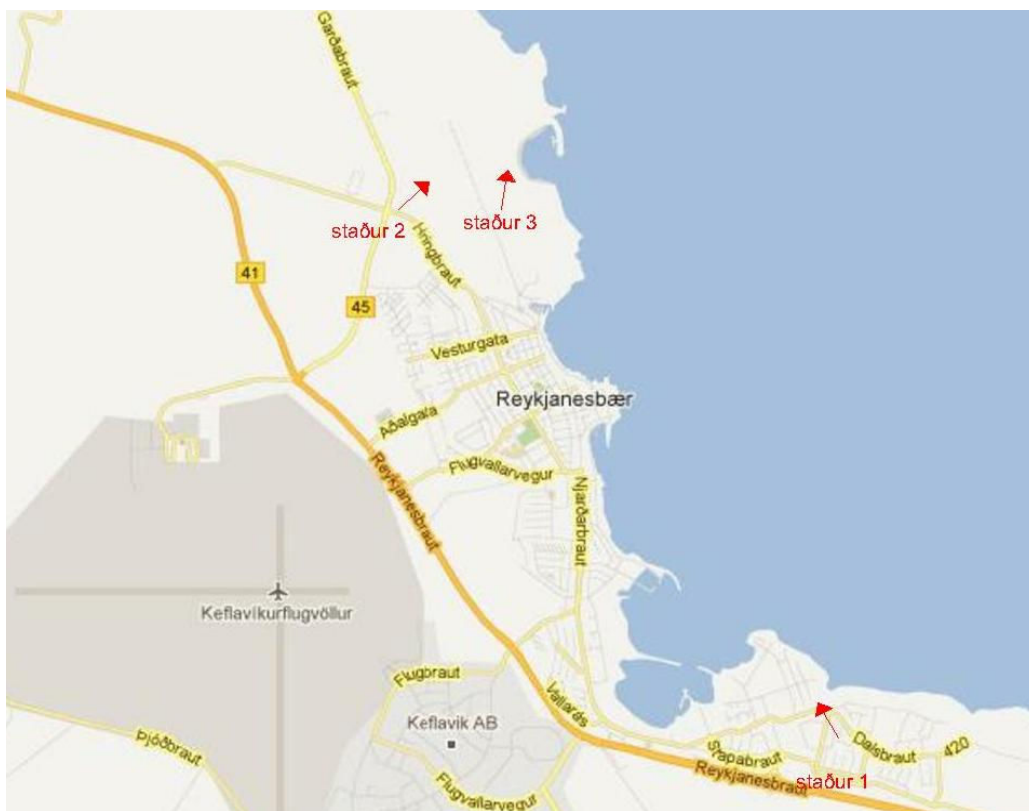 Garðabraut
staður 2
staður 3
Hringbraut
41
45
Vesturgata
Reykjanesbær
Aðalgata
Flugvallarvegur
Reykjanesbraut
Njarðarbraut
Keflavíkurflugvöllur
Flugbraut
Vallarás
Keflavik AB
Þjóðbraut
Svapabraut
Dalsbraut
420
Reykjanesbraut
staður 1
Flugvallarvegur